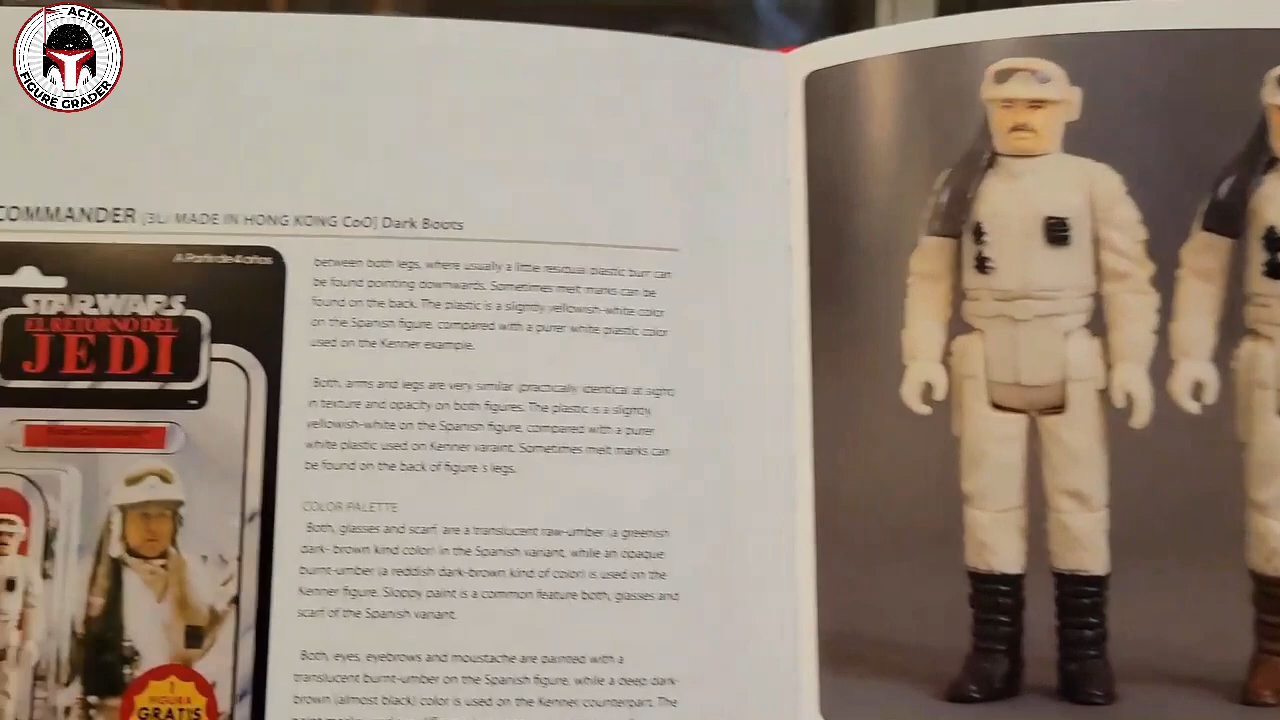 ACTION
FIGURE GRADER
COMMANDER [3L/ MADE IN HONG KONG CoO] Dark Boots
STAR WARS
EL RETORNO DEL
JEDI
1
FIGURA
GRATIS
between both legs, where usually a little residual plastic burr can
be found pointing downwards. Sometimes melt marks can be
found on the back. The plastic is a slightly yellowish-white color
on the Spanish figure, compared with a purer white plastic color
used on the Kenner example.
Both, arms and legs are very similar (practically identical at sight)
in texture and opacity on both figures. The plastic is a slightly
yellowish-white on the Spanish figure, compared with a purer
white plastic used on Kenner varaint. Sometimes melt marks can
be found on the back of figure´s legs.
COLOR PALETTE
Both, glasses and scarf, are a translucent raw-umber (a greenish
dark- brown kind color) in the Spanish variant, while an opaque
burnt-umber (a reddish dark-brown kind of color) is used on the
Kenner figure. Sloppy paint is a common feature both, glasses and
scarf of the Spanish variant.
Both, eyes, eyebrows and moustache are painted with a
translucent burnt-umber on the Spanish figure, while a deep dark-
brown (almost black) color is used on the Kenner counterpart. The